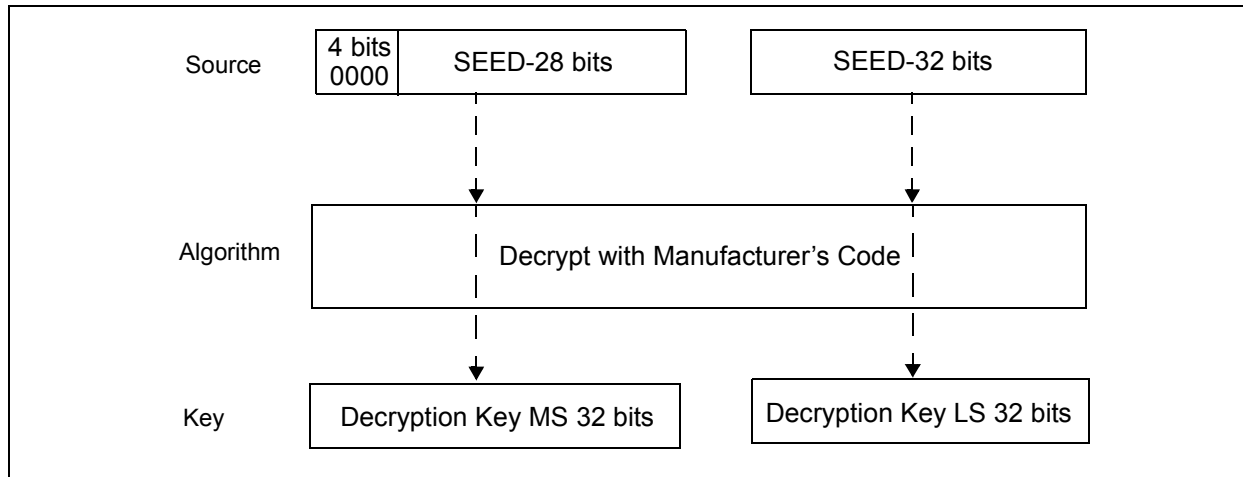 Source
4 bits
0000
SEED-28 bits
SEED-32 bits
Algorithm
Decrypt with Manufacturer's Code
Key
Decryption Key MS 32 bits
Decryption Key LS 32 bits